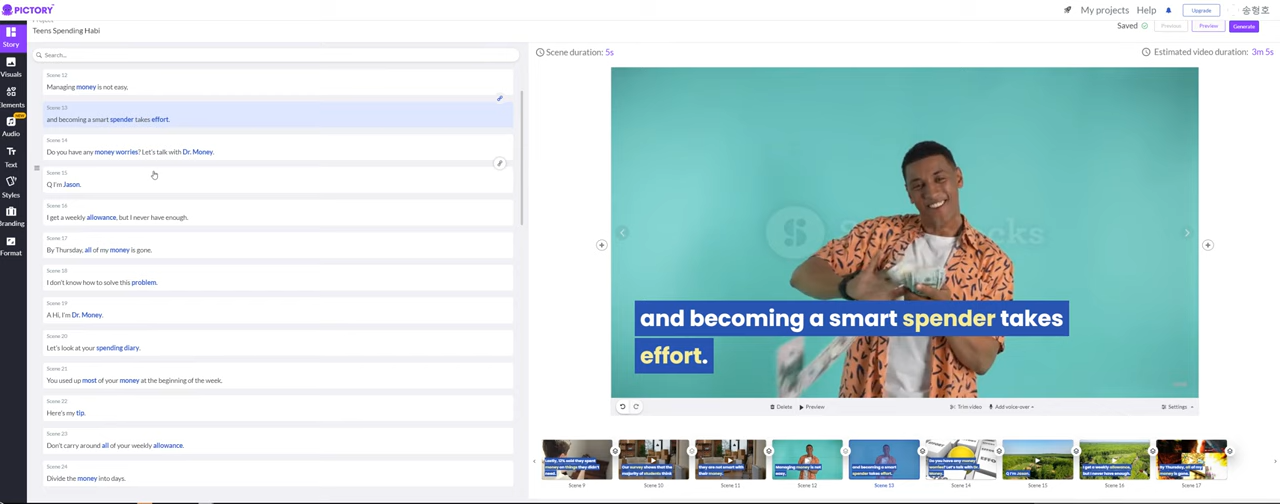 PICTORY
My projects
Help
Upgrade
송형호
Project
Teens Spending Habi
Saved
Previous
Preview
Generate
Story
Visuals
Elements
NEW
Audio
Text
Styles
Branding
Format
Search...
Scene 12
Managing money is not easy,
Scene 13
and becoming a smart spender takes effort.
Scene 14
Do you have any money worries? Let's talk with Dr. Money.
Scene 15
Q I'm Jason.
Scene 16
I get a weekly allowance, but I never have enough.
Scene 17
By Thursday, all of my money is gone.
Scene 18
I don't know how to solve this problem.
Scene 19
A Hi, I'm Dr. Money.
Scene 20
Let's look at your spending diary.
Scene 21
You used up most of your money at the beginning of the week.
Scene 22
Here's my tip.
Scene 23
Don't carry around all of your weekly allowance.
Scene 24
Divide the money into days.
Scene duration: 5s
Estimated video duration: 3m 5s
and becoming a smart spender takes
effort.
Delete
Preview
Trim video
Add voice-over
Settings
Scene 9
Scene 10
Scene 11
Scene 12
Scene 13
Scene 14
Scene 15
Scene 16
Scene 17